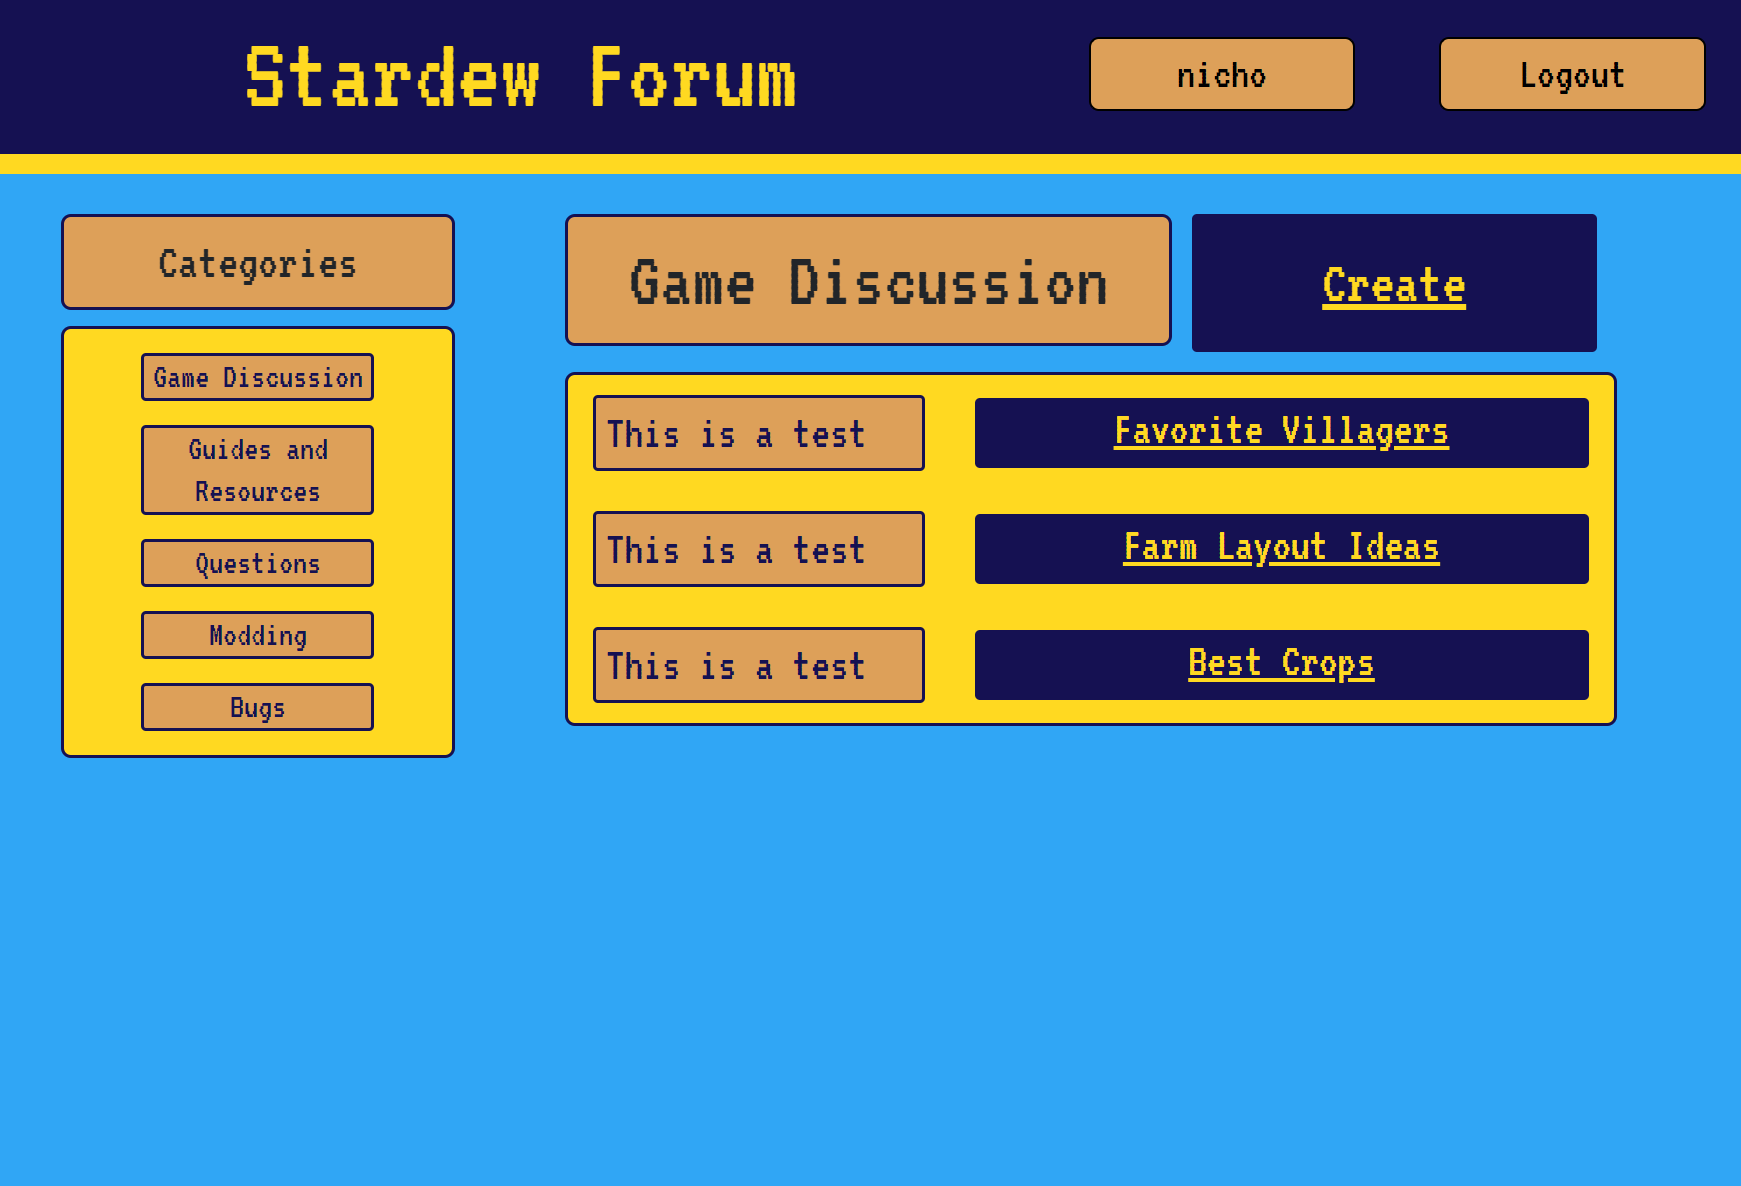 Stardew Forum
nicho
Logout
Categories
Game Discussion
Guides and
Resources
Questions
Modding
Bugs
Game Discussion
Create
This is a test
Favorite Villagers
This is a test
Farm Layout Ideas
This is a test
Best Crops